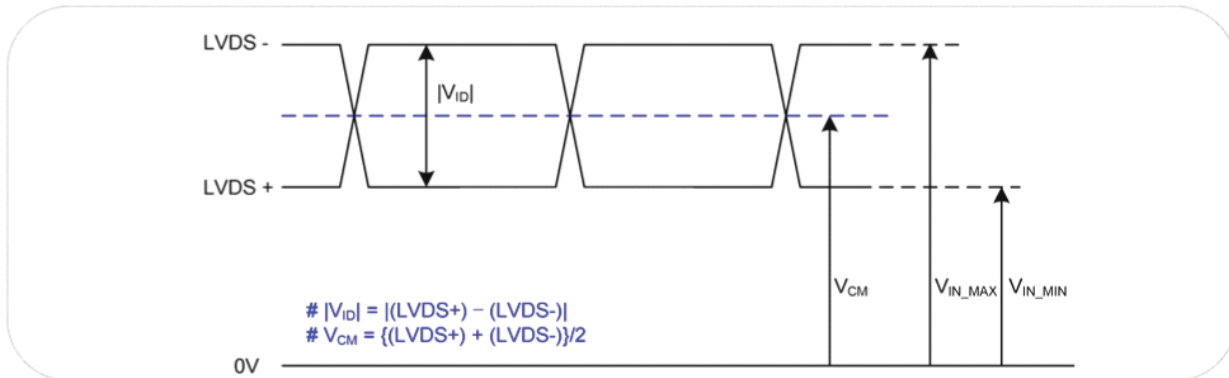 LVDS -
|VID|
LVDS +
VCM
VIN_MAX
VIN_MIN
# |VID| = |(LVDS+) − (LVDS-)|
# VCM = {(LVDS+) + (LVDS-)}/2
0V